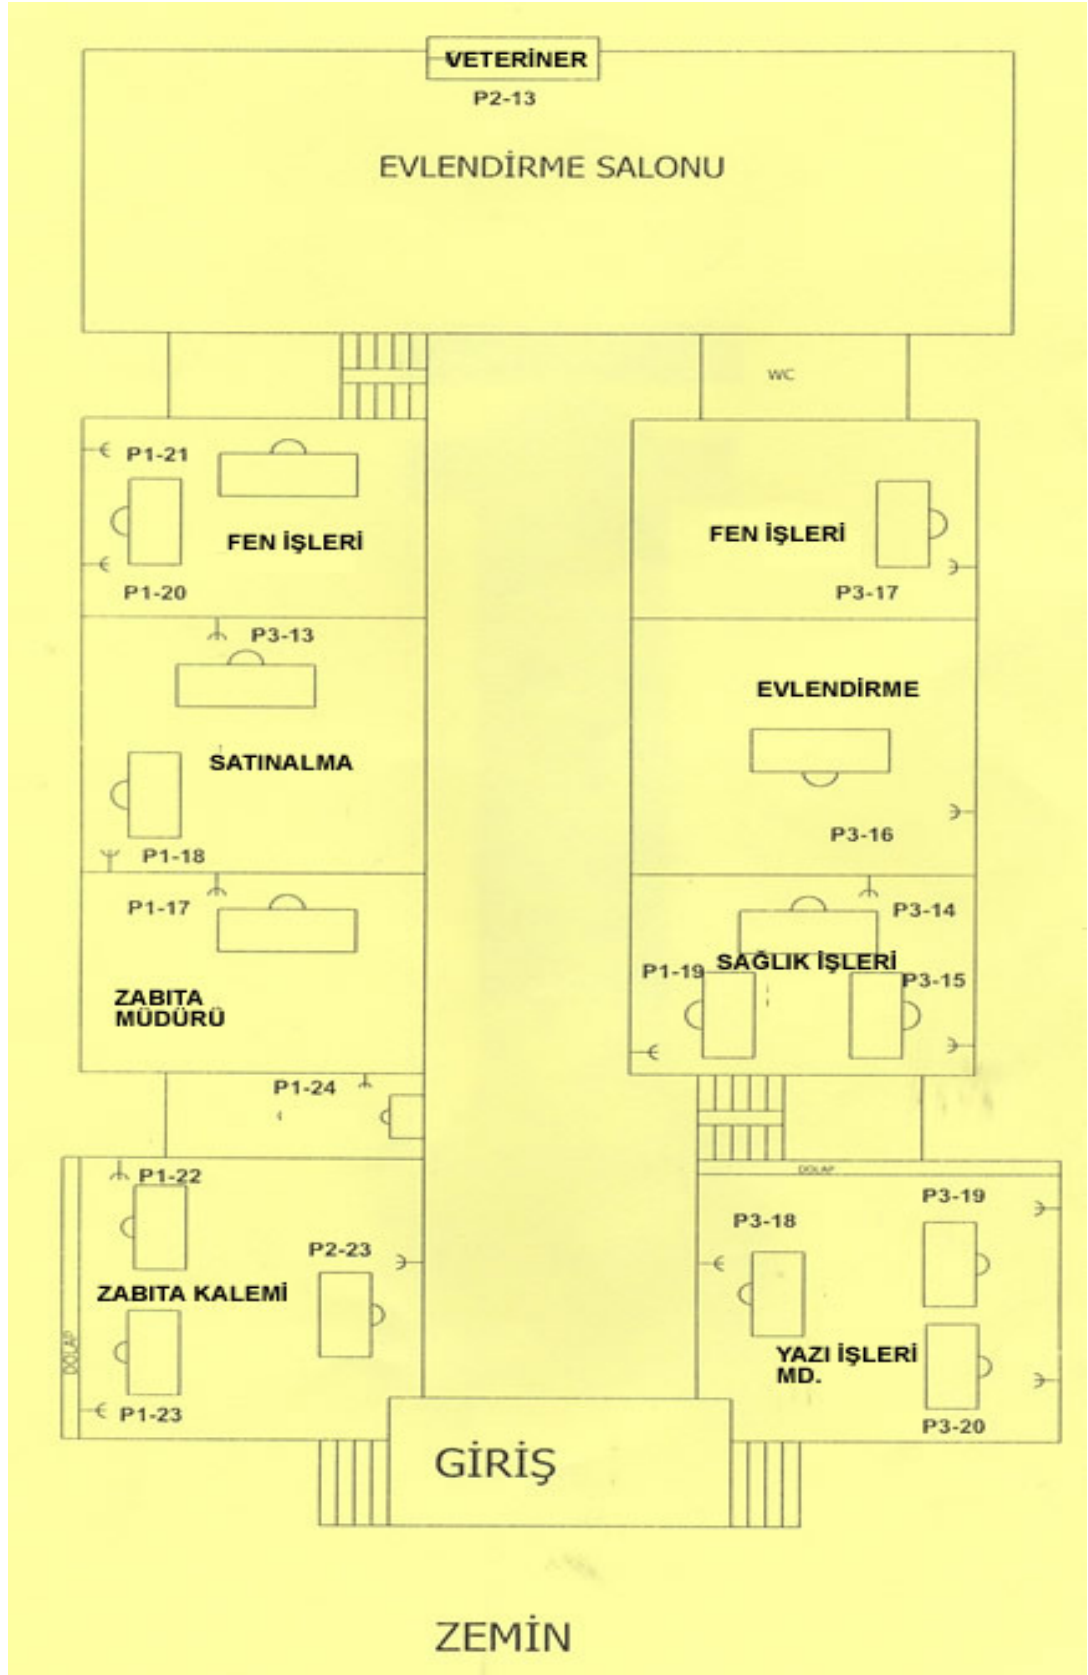 VETERİNER
P2-13
EVLENDİRME SALONU
WC
P1-21
FEN İŞLERİ
P1-20
FEN İŞLERİ
P3-17
P3-13
SATINALMA
P1-18
EVLENDİRME
P3-16
P1-17
ZABITA
MÜDÜRÜ
P3-14
P1-19
SAĞLIK İŞLERİ
P3-15
P1-24
P1-22
P2-23
ZABITA KALEMİ
DOLAP
P1-23
DOLAP
P3-19
P3-18
YAZI İŞLERİ
MD.
P3-20
GİRİŞ
ZEMİN